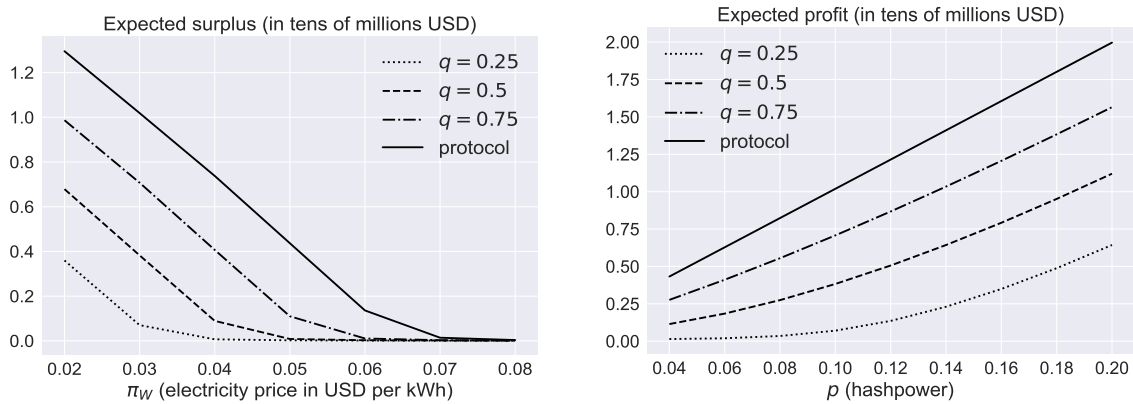 Expected surplus (in tens of millions USD)
q = 0.25
q = 0.5
q = 0.75
protocol
1.2
1.0
0.8
0.6
0.4
0.2
0.0
0.02 0.03 0.04 0.05 0.06 0.07 0.08
π_W (electricity price in USD per kWh)
Expected profit (in tens of millions USD)
q = 0.25
q = 0.5
q = 0.75
protocol
2.00
1.75
1.50
1.25
1.00
0.75
0.50
0.25
0.00
0.04 0.06 0.08 0.10 0.12 0.14 0.16 0.18 0.20
p (hashpower)